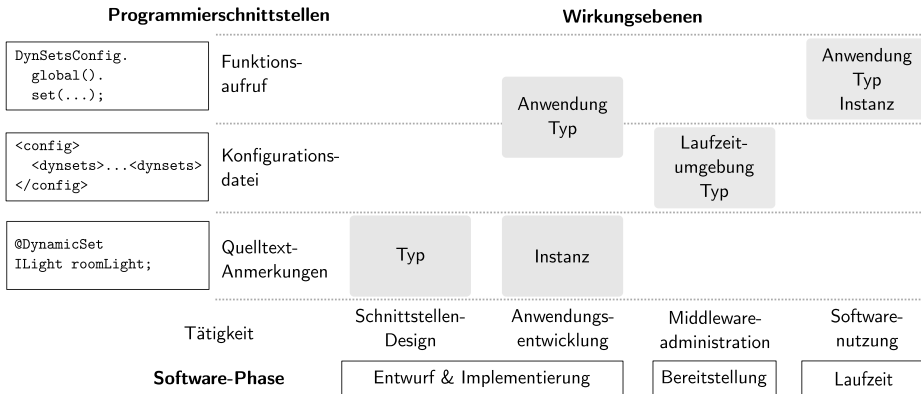 Programmierschnittstellen
Wirkungsebenen
DynSetsConfig.
global().
set(...);
Funktions-
aufruf
Anwendung
Typ
Anwendung
Typ
Instanz
<config>
<dynsets>...<dynsets>
</config>
Konfigurations-
datei
Laufzeit-
umgebung
Typ
@DynamicSet
ILight roomLight;
Quelltext-
Anmerkungen
Typ
Instanz
Tätigkeit
Schnittstellen-
Design
Anwendungs-
entwicklung
Middleware-
administration
Software-
nutzung
Software-Phase
Entwurf & Implementierung
Bereitstellung
Laufzeit